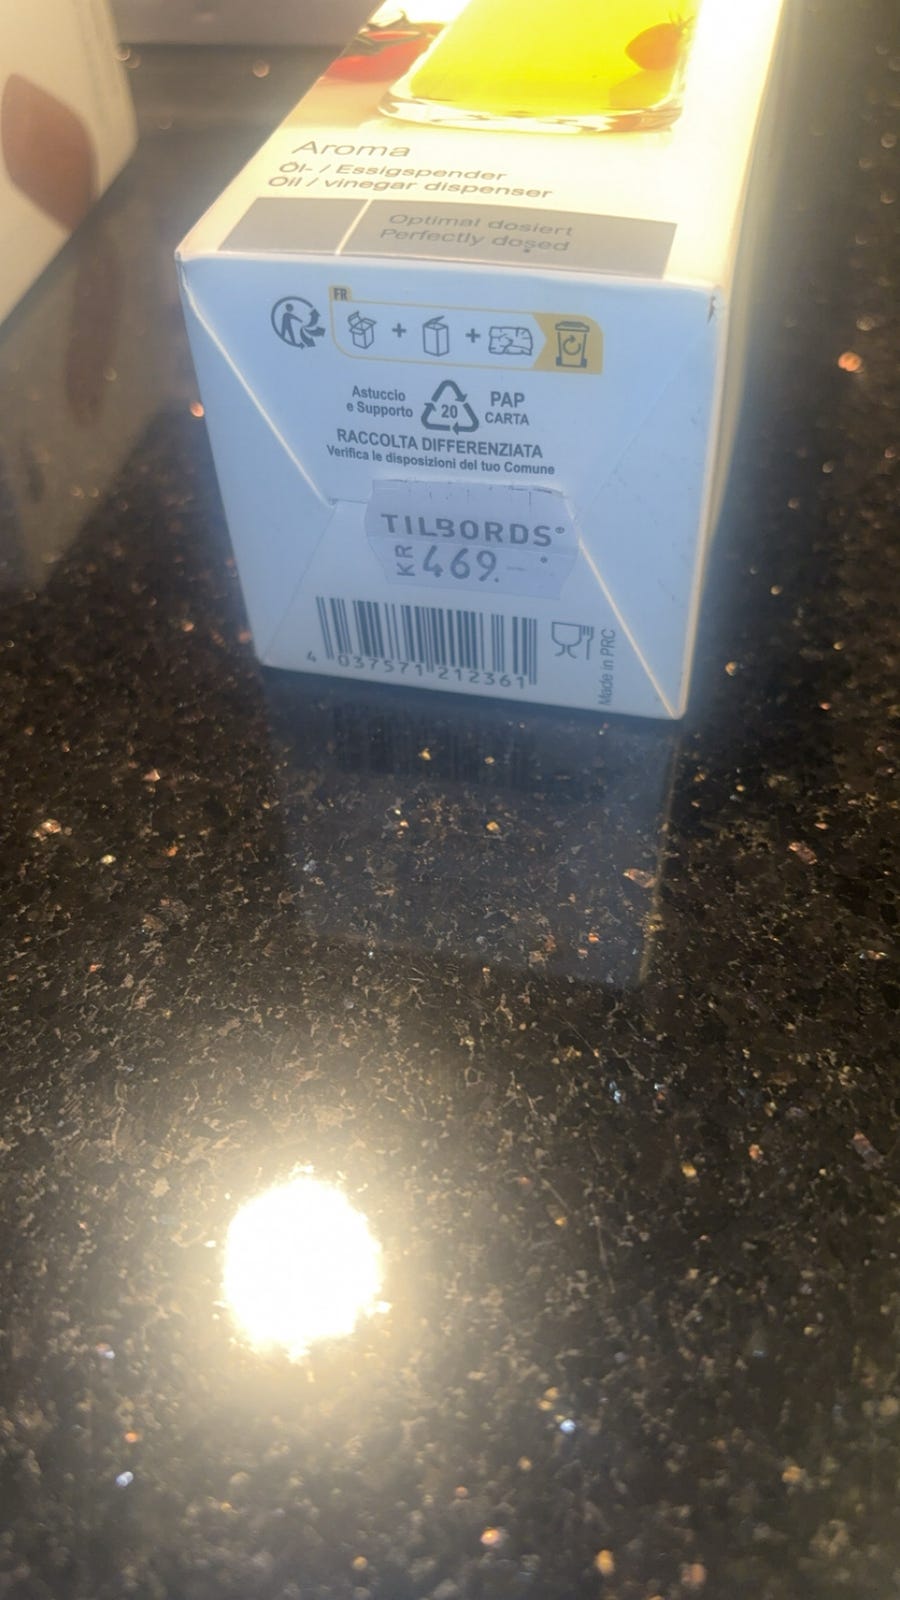 Aroma
Öl- / Essigspender
Oil / vinegar dispenser
Optimal dosiert
Perfectly dosed
FR
Astuccio
e Supporto
20
PAP
CARTA
RACCOLTA DIFFERENZIATA
Verifica le disposizioni del tuo Comune
TILBORDS®
KR 469.-
4 037571 212361
Made in PRC